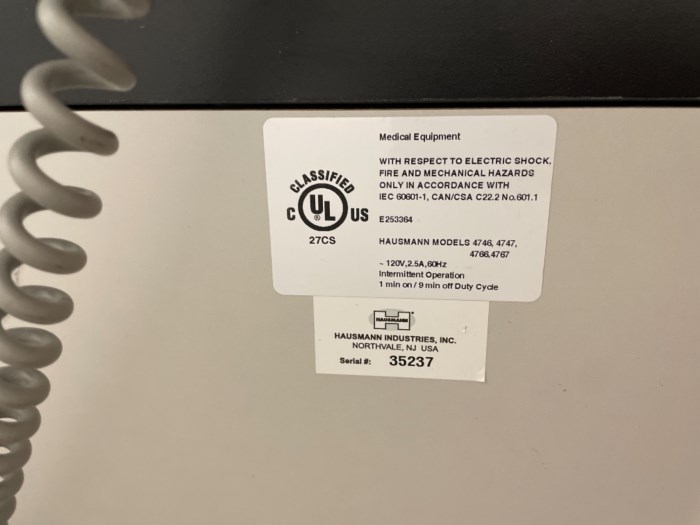 Medical Equipment
WITH RESPECT TO ELECTRIC SHOCK,
FIRE AND MECHANICAL HAZARDS
ONLY IN ACCORDANCE WITH
IEC 60601-1, CAN/CSA C22.2 No.601.1
CLASSIFIED
C UL® US
27CS
E253364
HAUSMANN MODELS 4746, 4747,
4766,4767
~ 120V,2.5A,60Hz
Intermittent Operation
1 min on / 9 min off Duty Cycle
HAUSMANN
HAUSMANN INDUSTRIES, INC.
NORTHVALE, NJ USA
Serial #: 35237